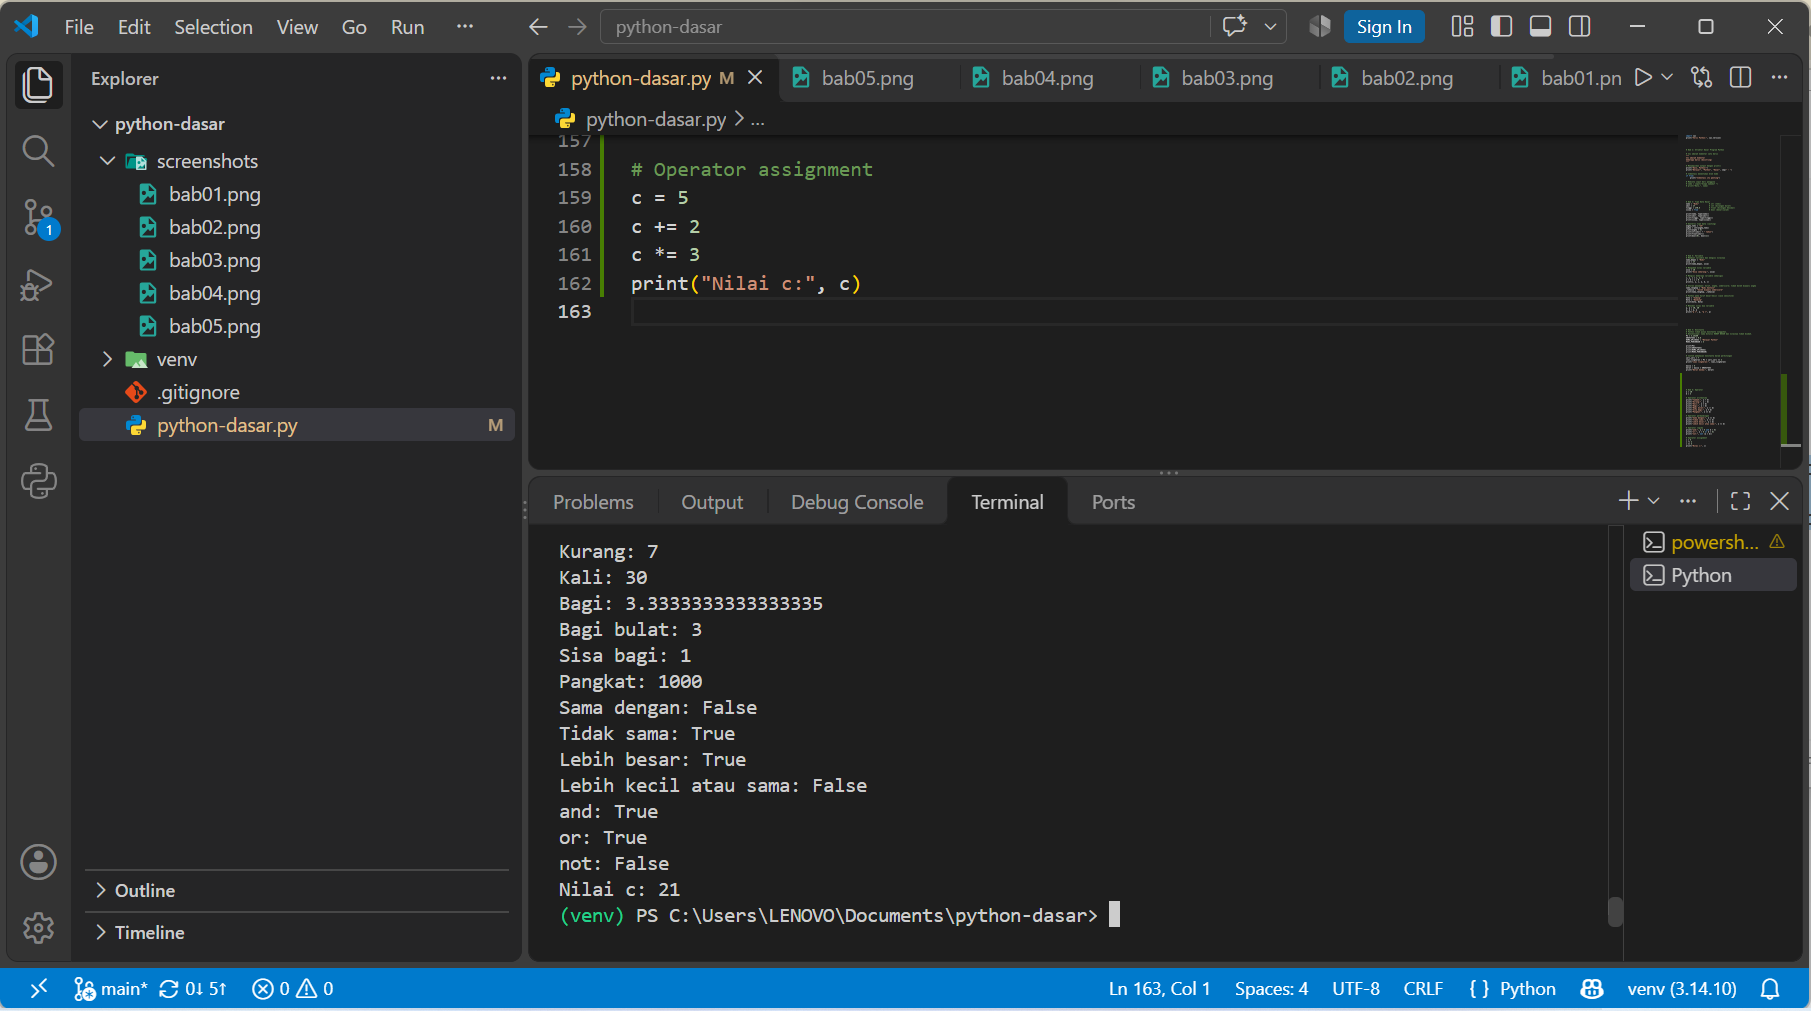 File Edit Selection View Go Run ···
python-dasar
Sign In
Explorer
python-dasar
screenshots
bab01.png
bab02.png
bab03.png
bab04.png
bab05.png
venv
.gitignore
python-dasar.py M
Outline
Timeline
python-dasar.py M bab05.png bab04.png bab03.png bab02.png bab01.pn
python-dasar.py > ...
157
158 # Operator assignment
159 c = 5
160 c += 2
161 c *= 3
162 print("Nilai c:", c)
163
Problems Output Debug Console Terminal Ports
Kurang: 7
Kali: 30
Bagi: 3.3333333333333335
Bagi bulat: 3
Sisa bagi: 1
Pangkat: 1000
Sama dengan: False
Tidak sama: True
Lebih besar: True
Lebih kecil atau sama: False
and: True
or: True
not: False
Nilai c: 21
(venv) PS C:\Users\LENOVO\Documents\python-dasar>
powersh...
Python
1
main* 0↓ 5↑ 0 0
Ln 163, Col 1 Spaces: 4 UTF-8 CRLF { } Python venv (3.14.10)